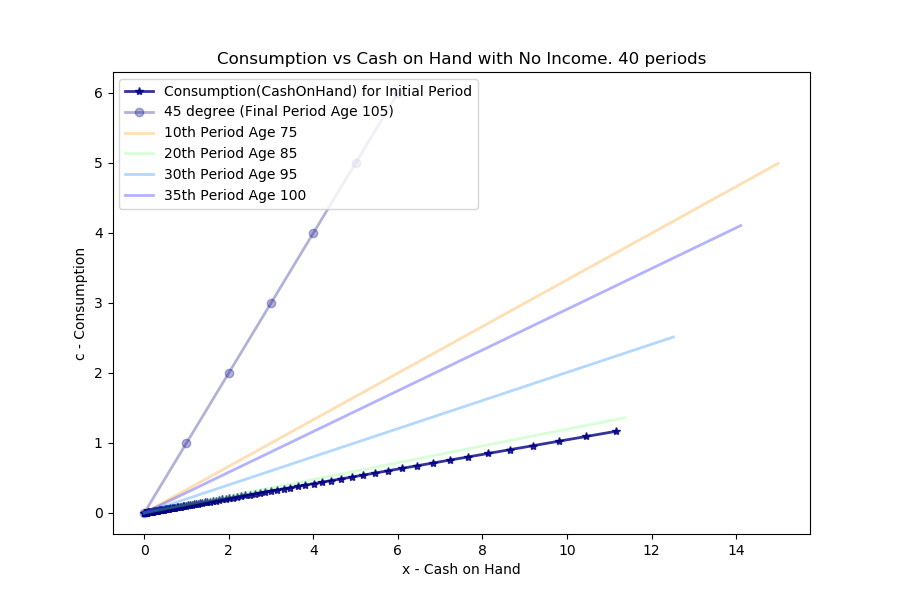 Consumption vs Cash on Hand with No Income. 40 periods
Consumption(CashOnHand) for Initial Period
45 degree (Final Period Age 105)
10th Period Age 75
20th Period Age 85
30th Period Age 95
35th Period Age 100
6
5
4
3
2
1
0
c - Consumption
0 2 4 6 8 10 12 14
x - Cash on Hand